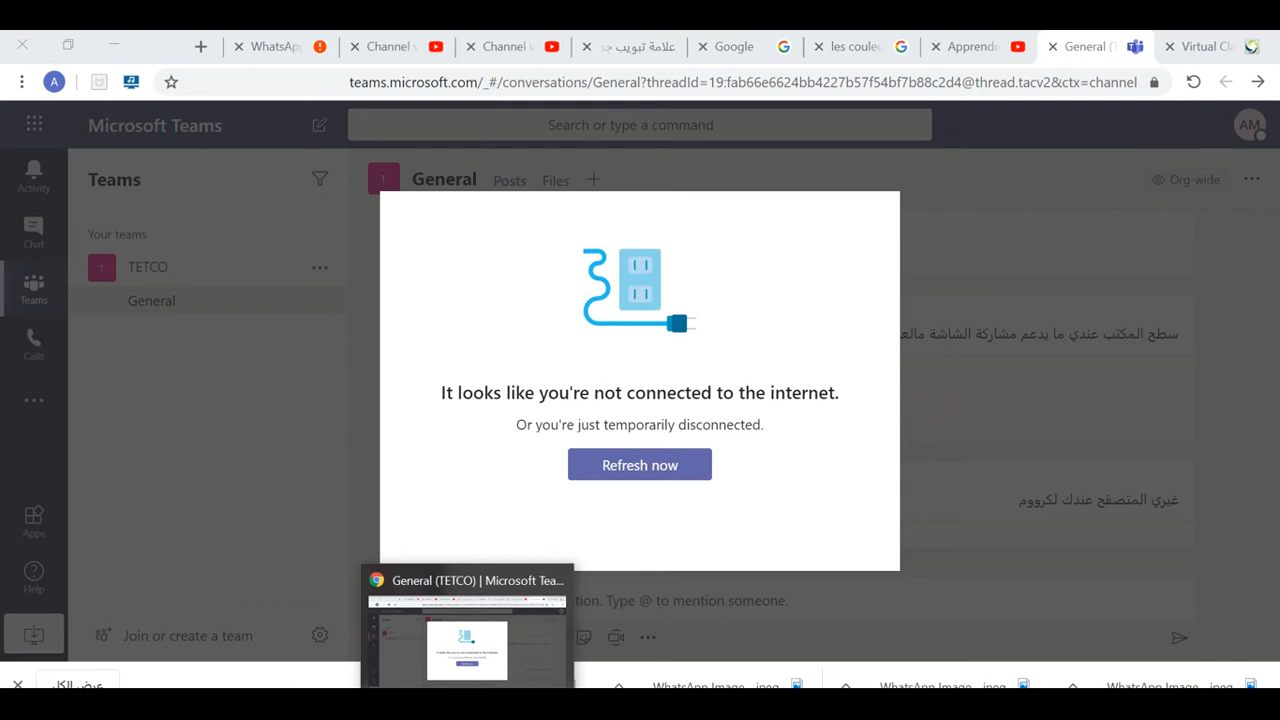 WhatsApp
Channel
Channel
علامة تبويب جد
Google
les couleu
Apprendr
General (
Virtual Cla
A
teams.microsoft.com/_#/conversations/General?threadId=19:fab66e6624bb4227b57f54bf7b88c2d4@thread.tacv2&ctx=channel
Microsoft Teams
Search or type a command
AM
Activity
Teams
T
General
Posts
Files
Org-wide
Chat
Your teams
T
TETCO
Teams
General
Calls
سطح المكتب عندي ما يدعم مشاركة الشاشة
It looks like you're not connected to the internet.
Or you're just temporarily disconnected.
Refresh now
غيري المتصفح عندك لكرووم
Apps
Help
General (TETCO) | Microsoft Tea...
Type @ to mention someone.
Join or create a team
عرض الكل
WhatsApp Image ...jpeg
WhatsApp Image ...jpeg
WhatsApp Image ...jpeg